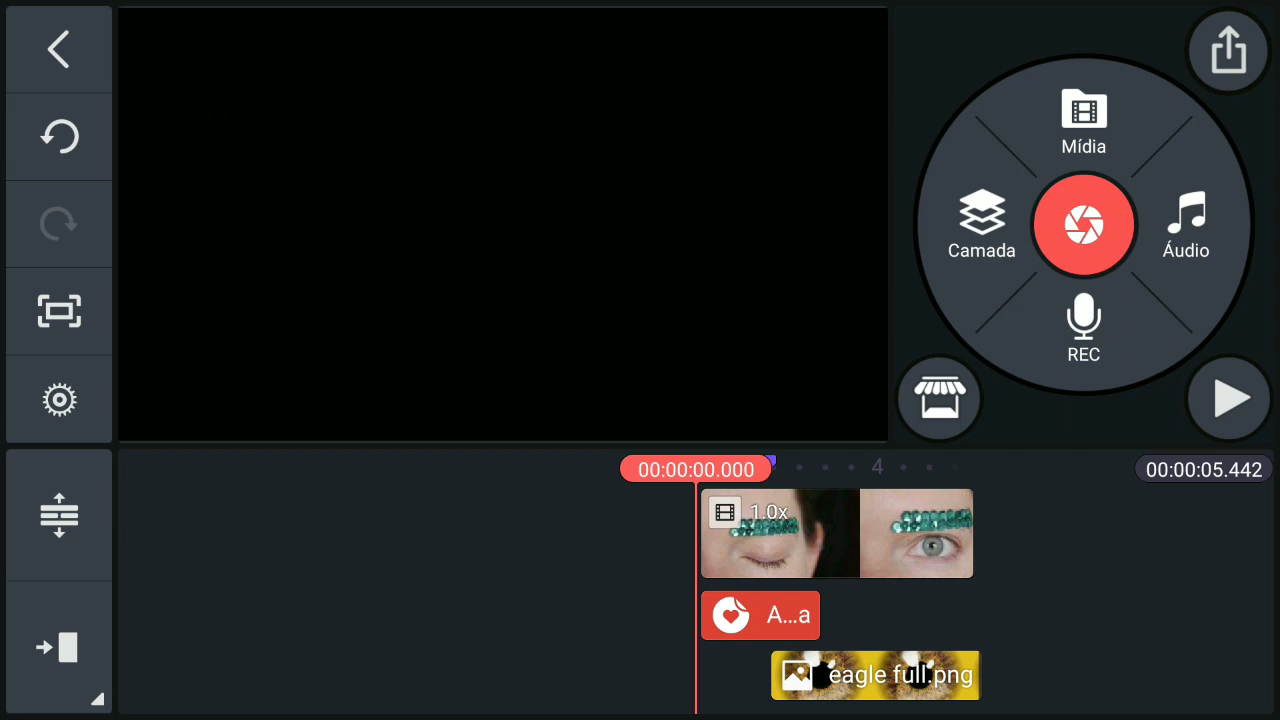 Mídia
Camada
Áudio
REC
00:00:00.000
4
00:00:05.442
1.0x
A...a
eagle full.png